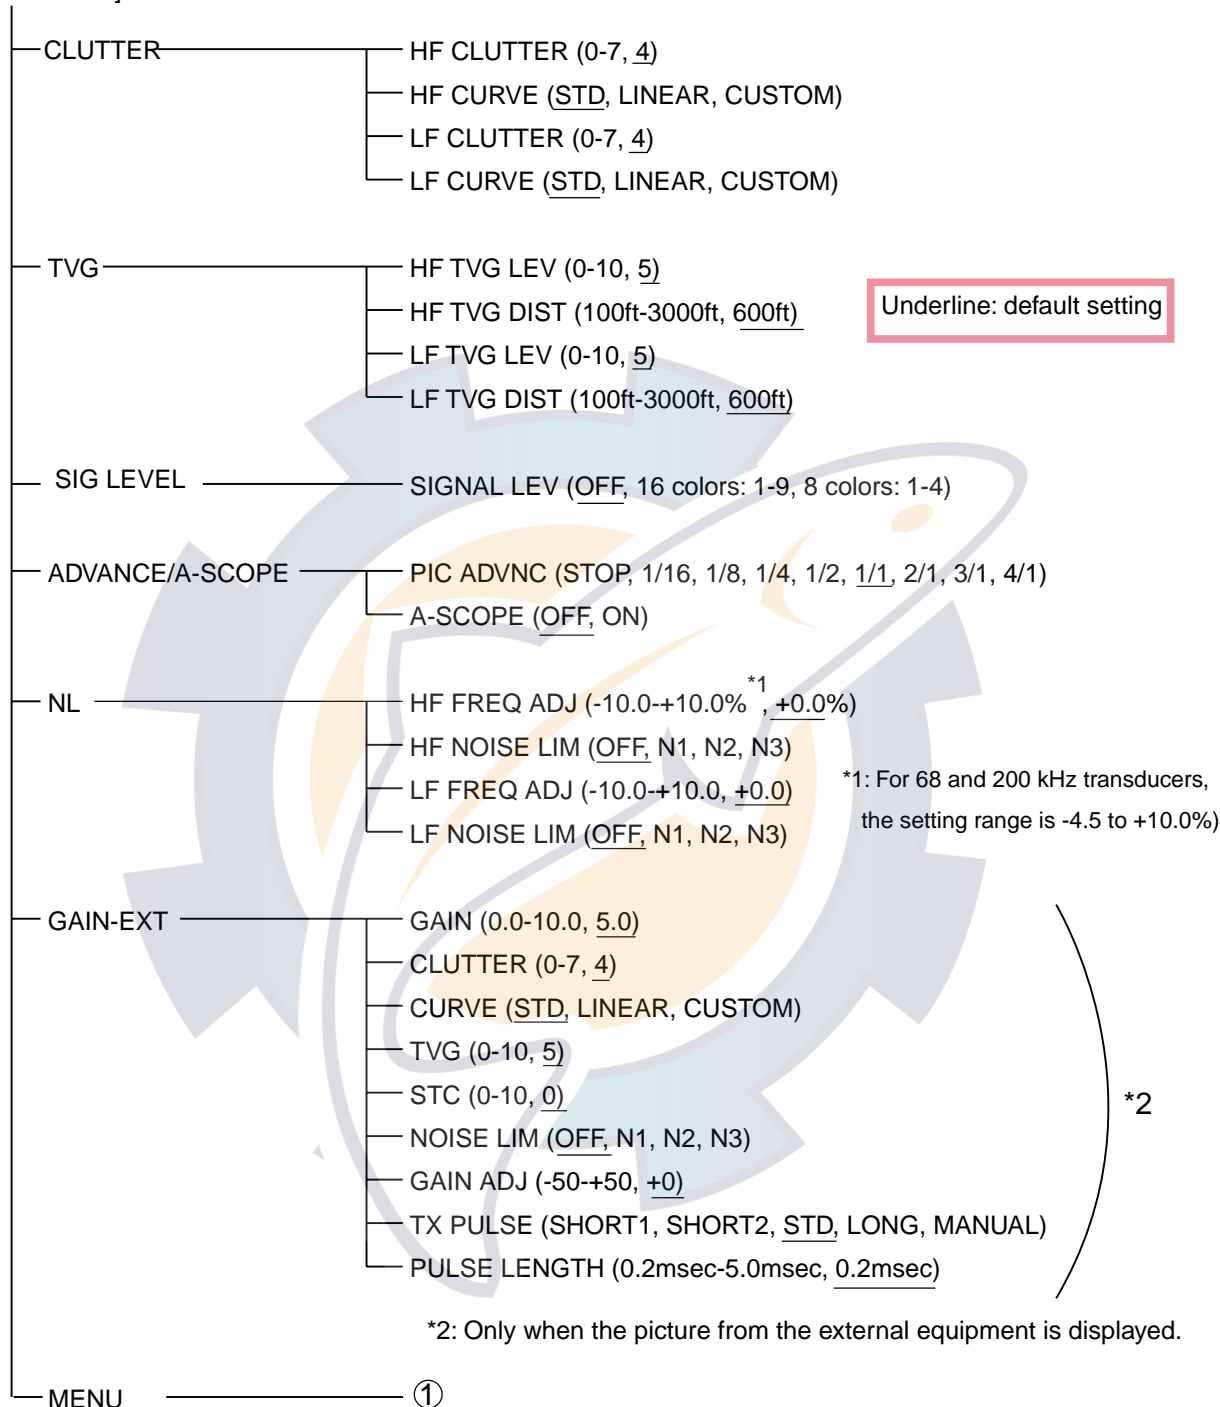 ]
CLUTTER
HF CLUTTER (0-7, 4)
HF CURVE (STD, LINEAR, CUSTOM)
LF CLUTTER (0-7, 4)
LF CURVE (STD, LINEAR, CUSTOM)
TVG
HF TVG LEV (0-10, 5)
HF TVG DIST (100ft-3000ft, 600ft)
LF TVG LEV (0-10, 5)
LF TVG DIST (100ft-3000ft, 600ft)
Underline: default setting
SIG LEVEL
SIGNAL LEV (OFF, 16 colors: 1-9, 8 colors: 1-4)
ADVANCE/A-SCOPE
PIC ADVNC (STOP, 1/16, 1/8, 1/4, 1/2, 1/1, 2/1, 3/1, 4/1)
A-SCOPE (OFF, ON)
NL
HF FREQ ADJ (-10.0-+10.0%*1, +0.0%)
HF NOISE LIM (OFF, N1, N2, N3)
LF FREQ ADJ (-10.0-+10.0, +0.0)
LF NOISE LIM (OFF, N1, N2, N3)
*1: For 68 and 200 kHz transducers,
the setting range is -4.5 to +10.0%)
GAIN-EXT
GAIN (0.0-10.0, 5.0)
CLUTTER (0-7, 4)
CURVE (STD, LINEAR, CUSTOM)
TVG (0-10, 5)
STC (0-10, 0)
NOISE LIM (OFF, N1, N2, N3)
GAIN ADJ (-50-+50, +0)
TX PULSE (SHORT1, SHORT2, STD, LONG, MANUAL)
PULSE LENGTH (0.2msec-5.0msec, 0.2msec)
*2
*2: Only when the picture from the external equipment is displayed.
MENU
①